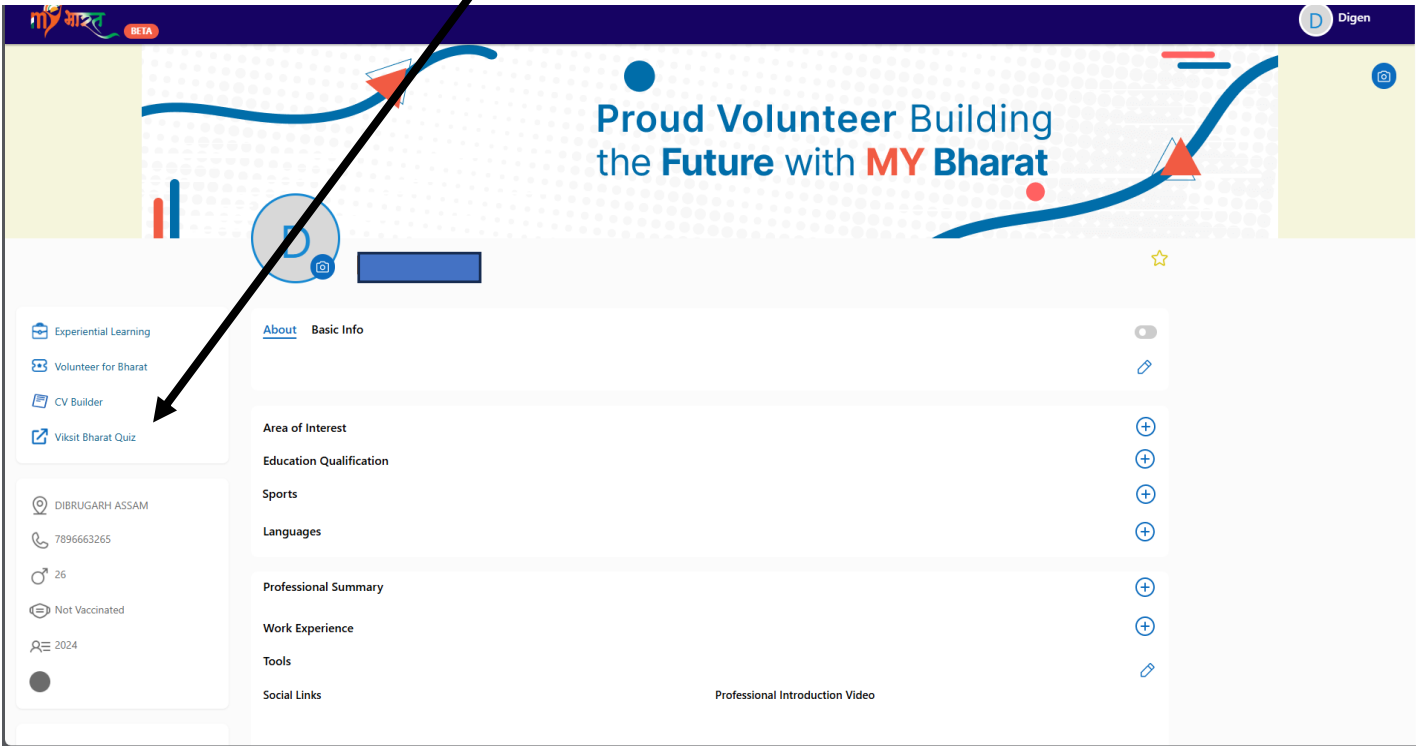 my भारत BETA
D Digen
Proud Volunteer Building
the Future with MY Bharat
D
Experiential Learning
Volunteer for Bharat
CV Builder
Viksit Bharat Quiz
DIBRUGARH ASSAM
7896663265
26
Not Vaccinated
2024
About Basic Info
Area of Interest
Education Qualification
Sports
Languages
Professional Summary
Work Experience
Tools
Social Links Professional Introduction Video